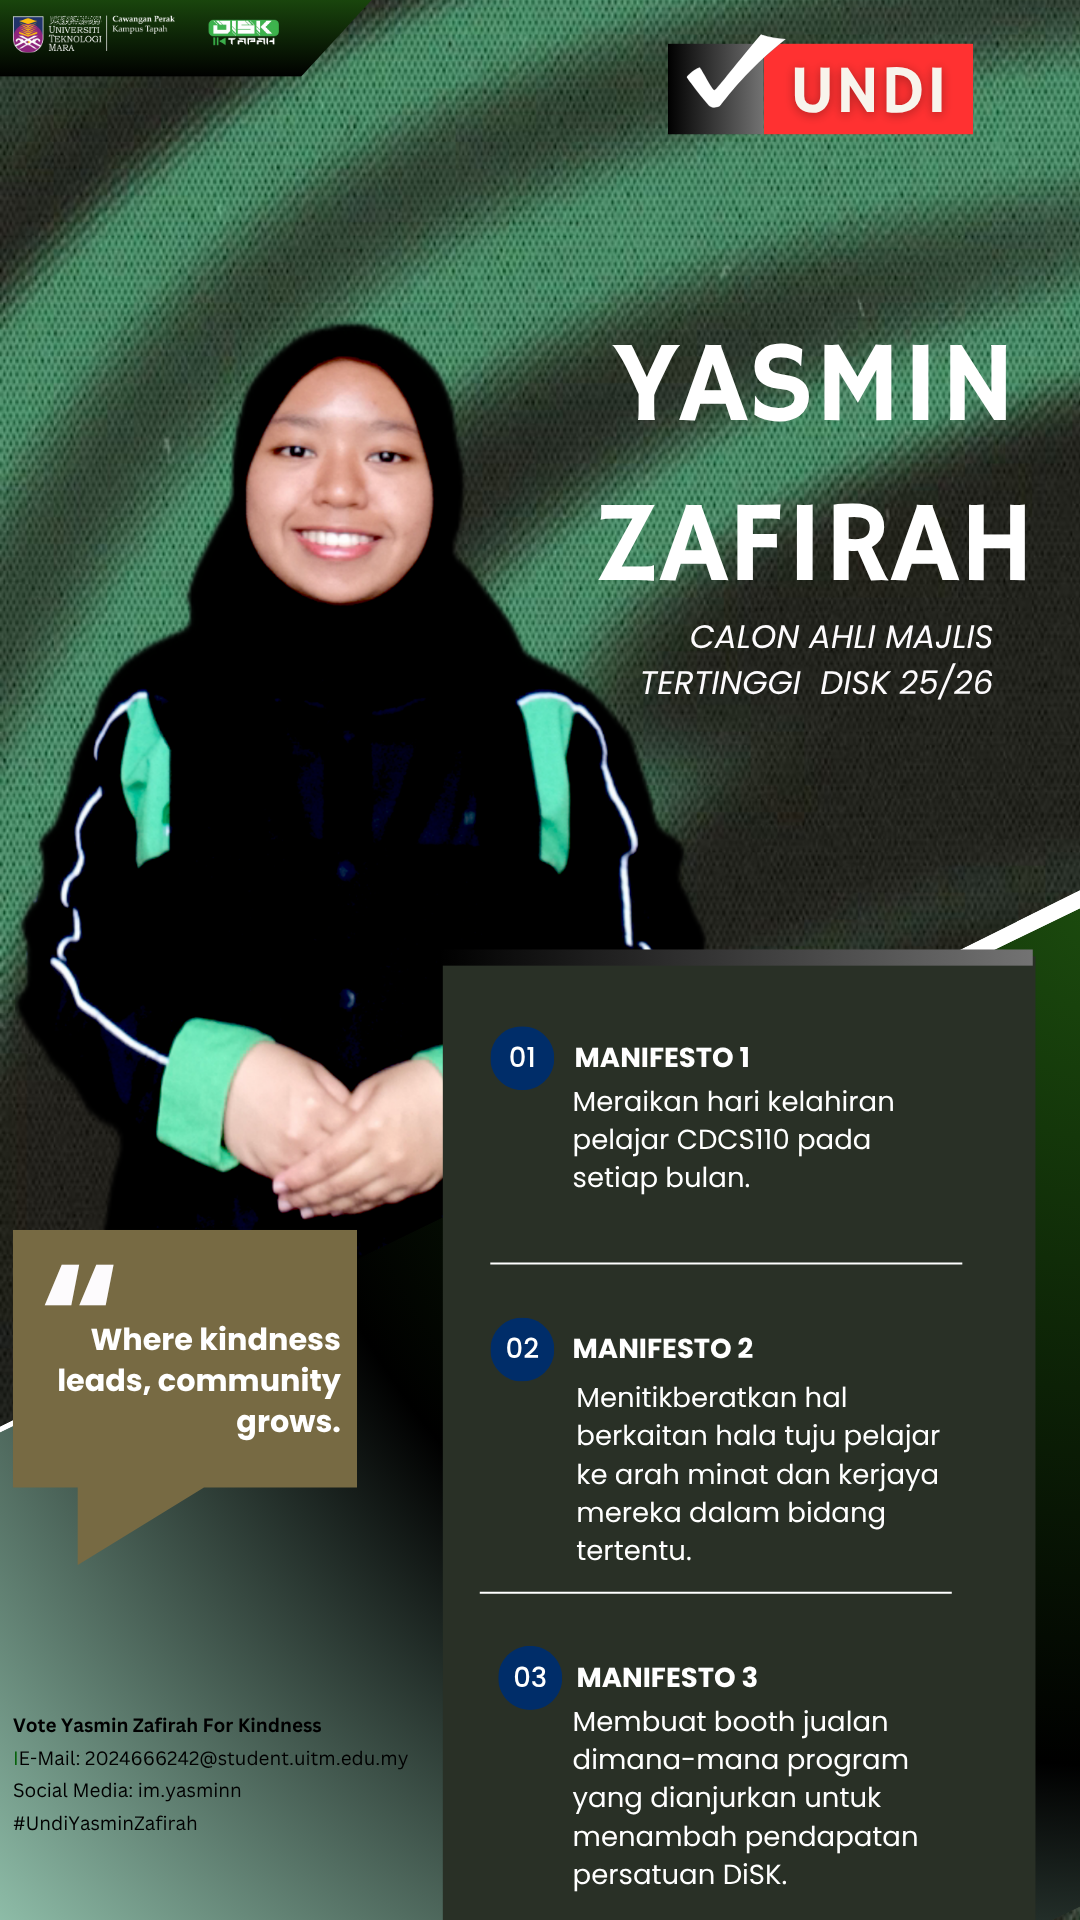 UNIVERSITI
TEKNOLOGI
MARA
Cawangan Perak
Kampus Tapah
DISK
TAPAH
UNDI
YASMIN
ZAFIRAH
CALON AHLI MAJLIS
TERTINGGI DISK 25/26
01
MANIFESTO 1
Meraikan hari kelahiran
pelajar CDCS110 pada
setiap bulan.
“
Where kindness
leads, community
grows.
02
MANIFESTO 2
Menitikberatkan hal
berkaitan hala tuju pelajar
ke arah minat dan kerjaya
mereka dalam bidang
tertentu.
03
MANIFESTO 3
Membuat booth jualan
dimana-mana program
yang dianjurkan untuk
menambah pendapatan
persatuan DiSK.
Vote Yasmin Zafirah For Kindness
IE-Mail: 2024666242@student.uitm.edu.my
Social Media: im.yasminn
#UndiYasminZafirah